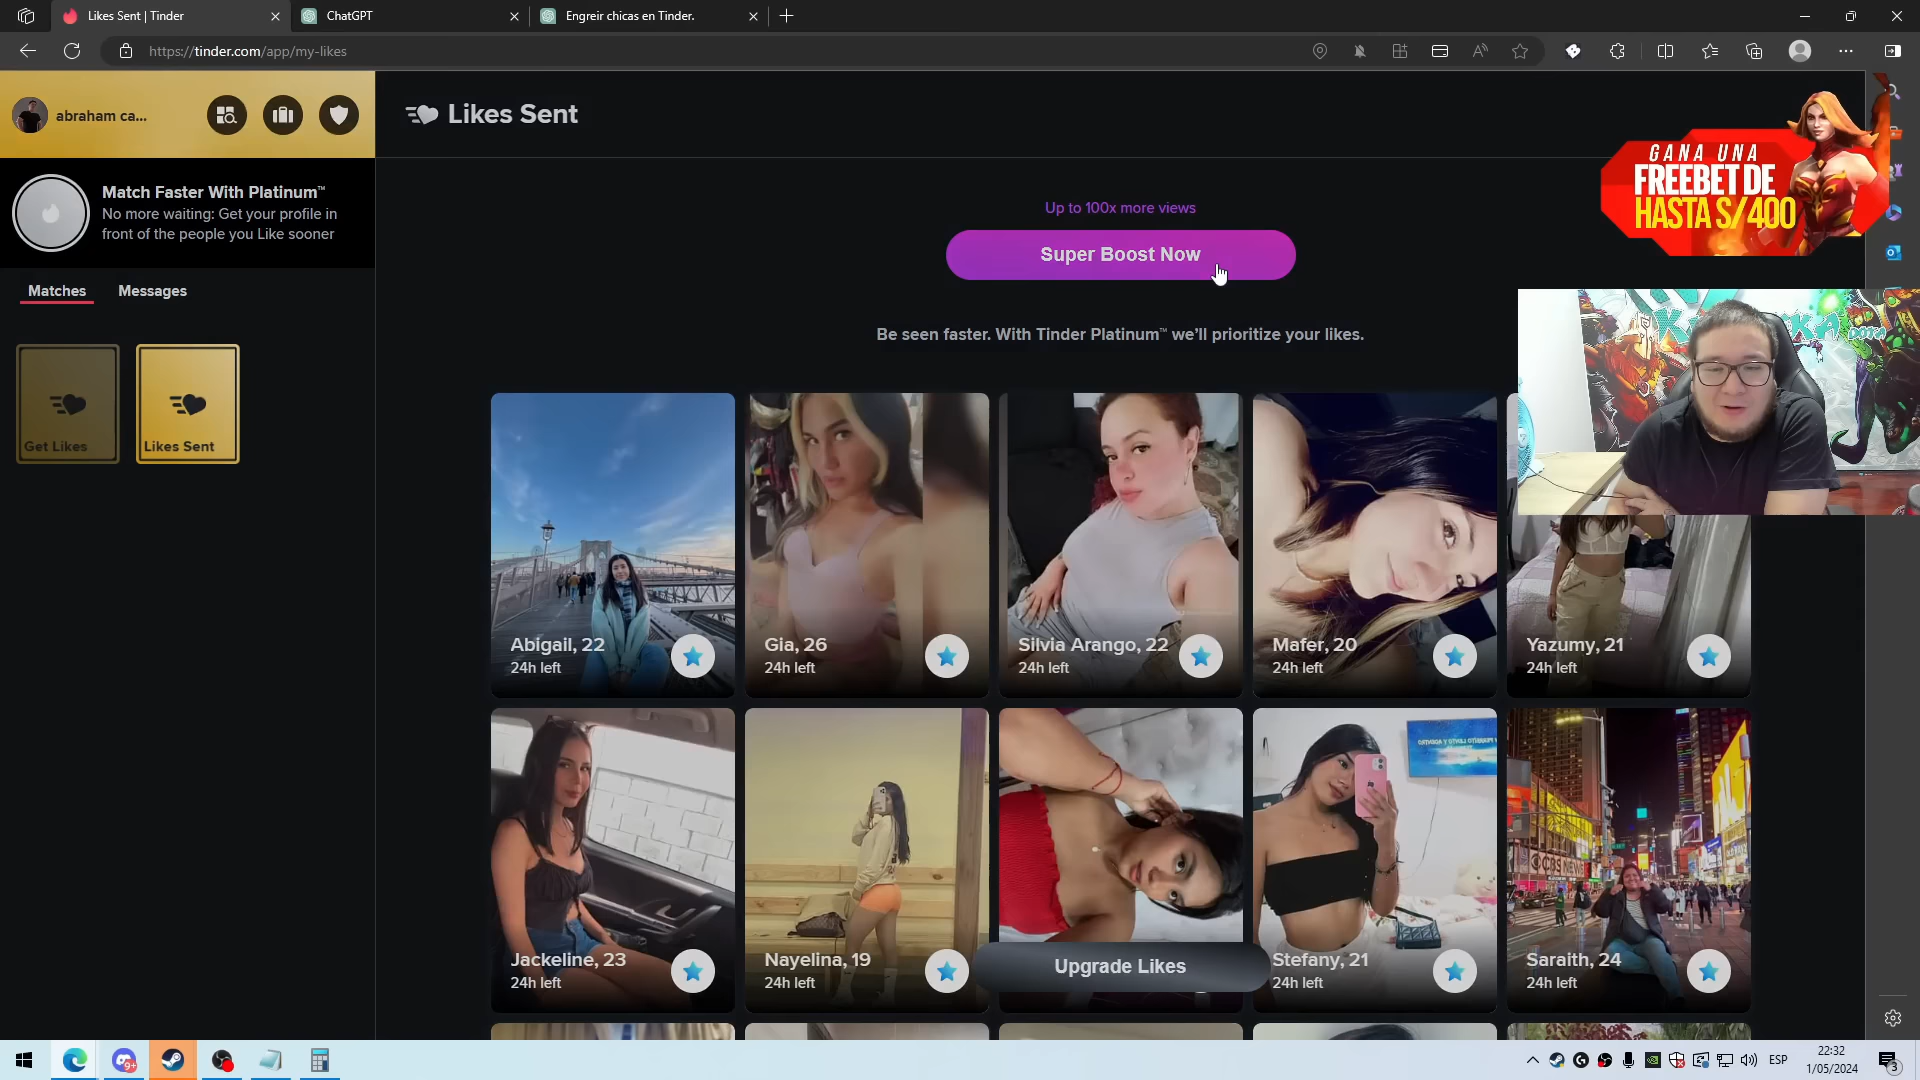 Likes Sent | Tinder
ChatGPT
Engreir chicas en Tinder.
https://tinder.com/app/my-likes
abraham ca...
Likes Sent
GANA UNA
FREEBET DE
HASTA S/400
Match Faster With Platinum™
No more waiting: Get your profile in
front of the people you Like sooner
Up to 100x more views
Super Boost Now
Matches
Messages
Be seen faster. With Tinder Platinum™ we'll prioritize your likes.
Get Likes
Likes Sent
Abigail, 22
24h left
Gia, 26
24h left
Silvia Arango, 22
24h left
Mafer, 20
24h left
Yazumy, 21
24h left
Jackeline, 23
24h left
Nayelina, 19
24h left
Upgrade Likes
Stefany, 21
24h left
Saraith, 24
24h left
9+
ESP
22:32
1/05/2024
3